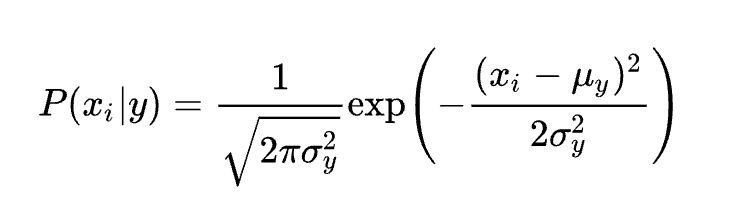 P(x_i|y) = \frac{1}{\sqrt{2\pi\sigma_y^2}} \exp\left(-\frac{(x_i - \mu_y)^2}{2\sigma_y^2}\right)